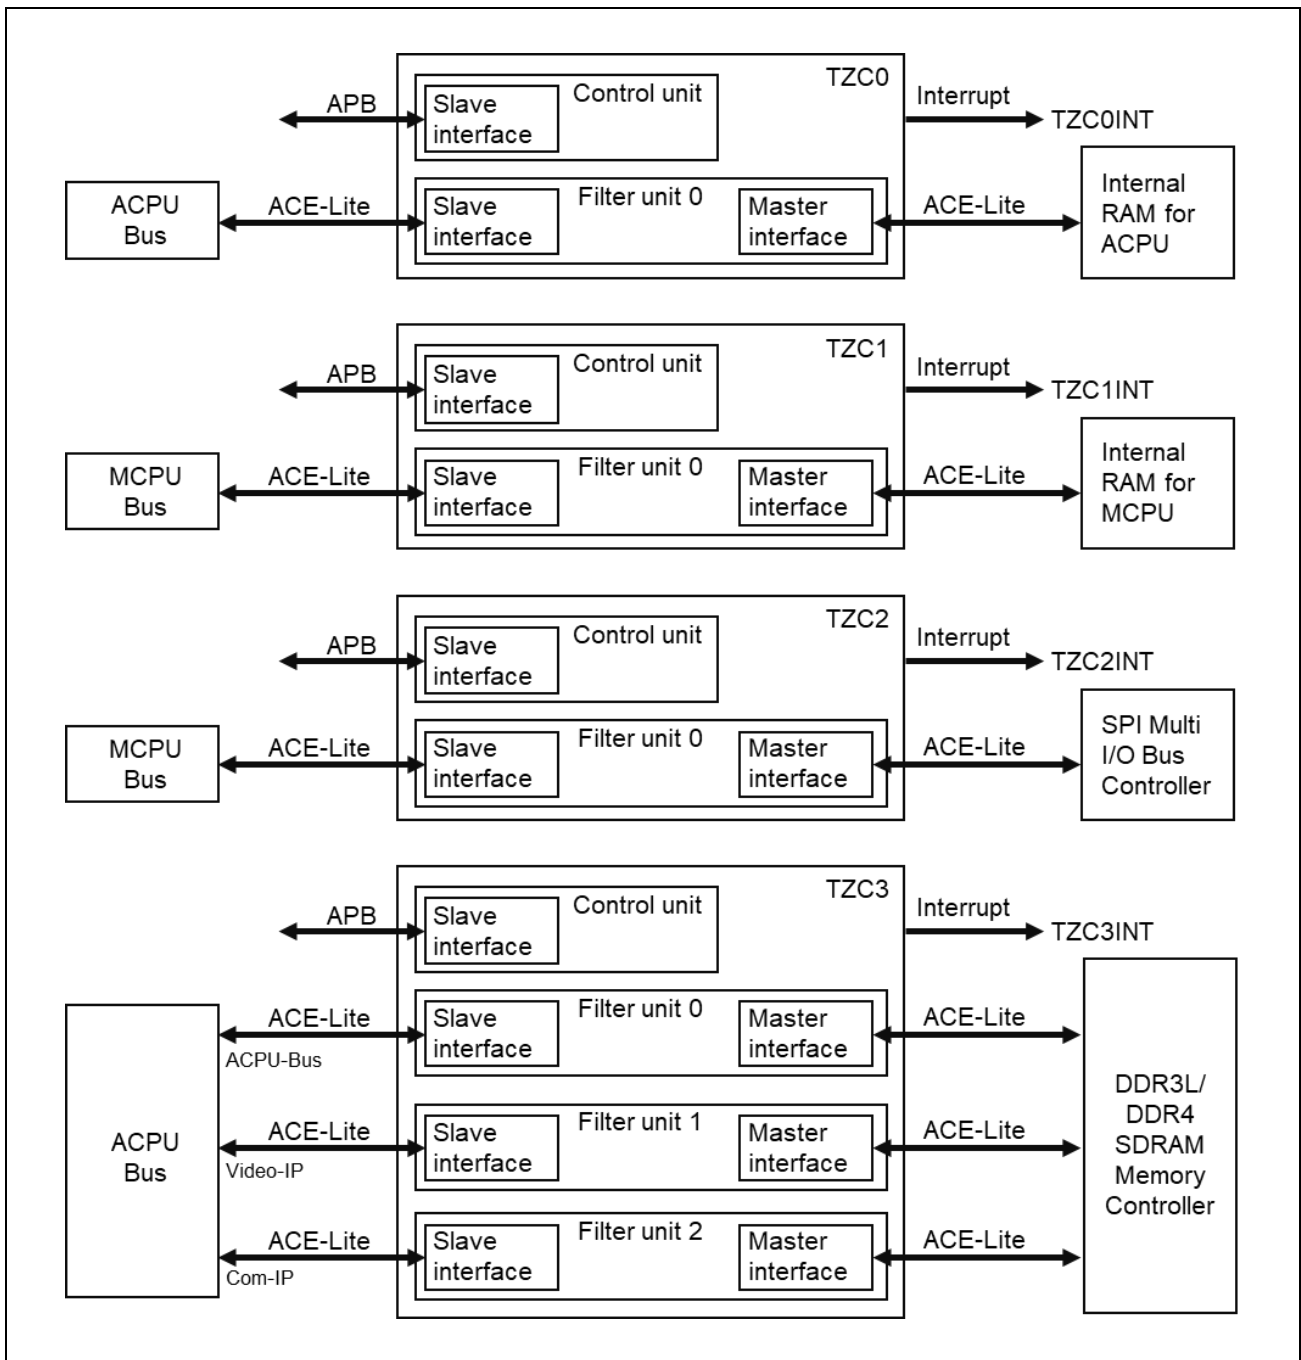 TZC0
APB
Slave
interface
Control unit
Interrupt
TZC0INT
ACPU
Bus
ACE-Lite
Slave
interface
Filter unit 0
Master
interface
ACE-Lite
Internal
RAM for
ACPU
TZC1
APB
Slave
interface
Control unit
Interrupt
TZC1INT
MCPU
Bus
ACE-Lite
Slave
interface
Filter unit 0
Master
interface
ACE-Lite
Internal
RAM for
MCPU
TZC2
APB
Slave
interface
Control unit
Interrupt
TZC2INT
MCPU
Bus
ACE-Lite
Slave
interface
Filter unit 0
Master
interface
ACE-Lite
SPI Multi
I/O Bus
Controller
TZC3
APB
Slave
interface
Control unit
Interrupt
TZC3INT
ACPU
Bus
ACE-Lite
ACPU-Bus
Slave
interface
Filter unit 0
Master
interface
ACE-Lite
ACE-Lite
Video-IP
Slave
interface
Filter unit 1
Master
interface
ACE-Lite
ACE-Lite
Com-IP
Slave
interface
Filter unit 2
Master
interface
ACE-Lite
DDR3L/
DDR4
SDRAM
Memory
Controller